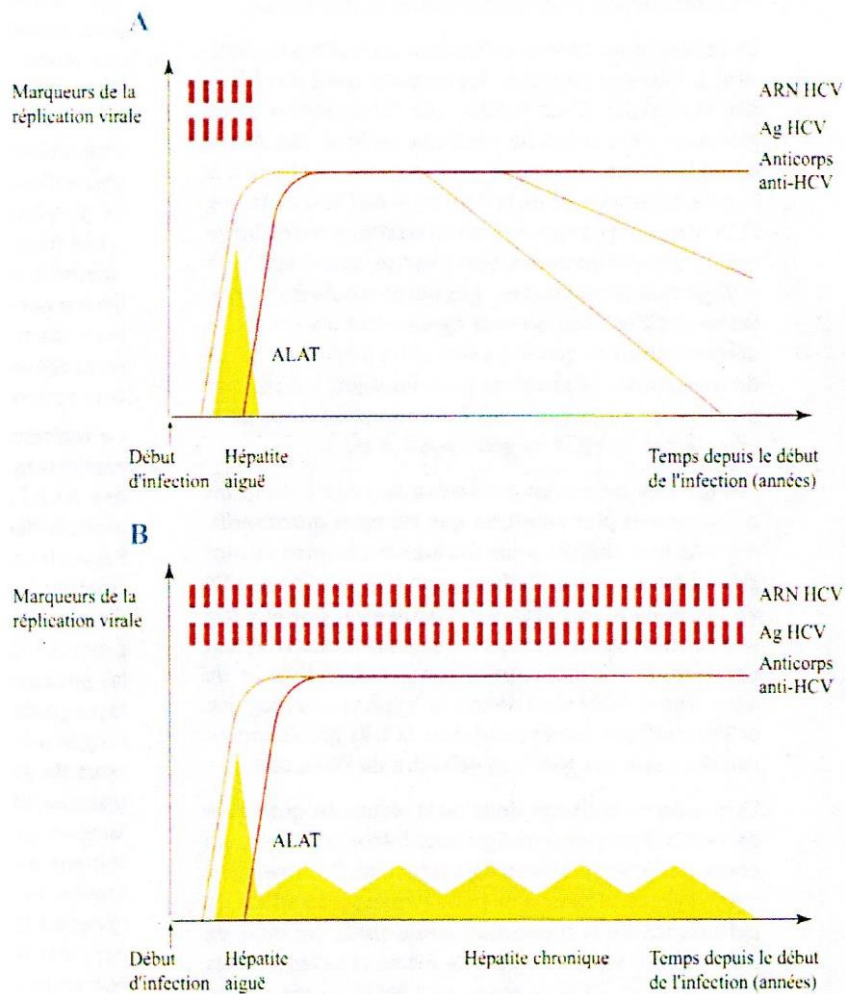 A
Marqueurs de la
réplication virale
ARN HCV
Ag HCV
Anticorps
anti-HCV
ALAT
Début
d'infection
Hépatite
aiguë
Temps depuis le début
de l'infection (années)
B
Marqueurs de la
réplication virale
ARN HCV
Ag HCV
Anticorps
anti-HCV
ALAT
Début
d'infection
Hépatite
aiguë
Hépatite chronique
Temps depuis le début
de l'infection (années)